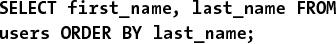 SELECT first_name, last_name FROM
users ORDER BY last_name;